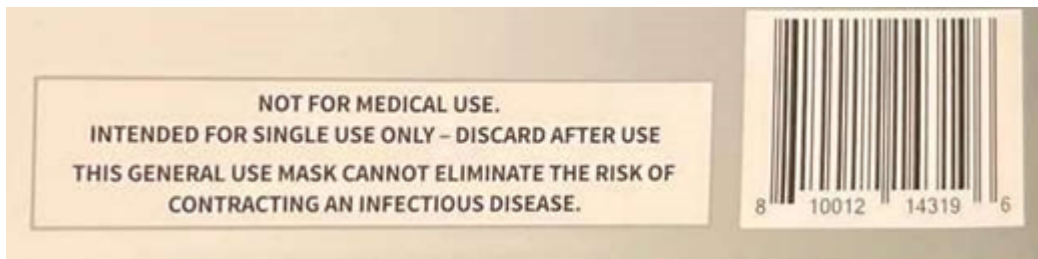 NOT FOR MEDICAL USE.
INTENDED FOR SINGLE USE ONLY – DISCARD AFTER USE
THIS GENERAL USE MASK CANNOT ELIMINATE THE RISK OF
CONTRACTING AN INFECTIOUS DISEASE.
8 10012 14319 6